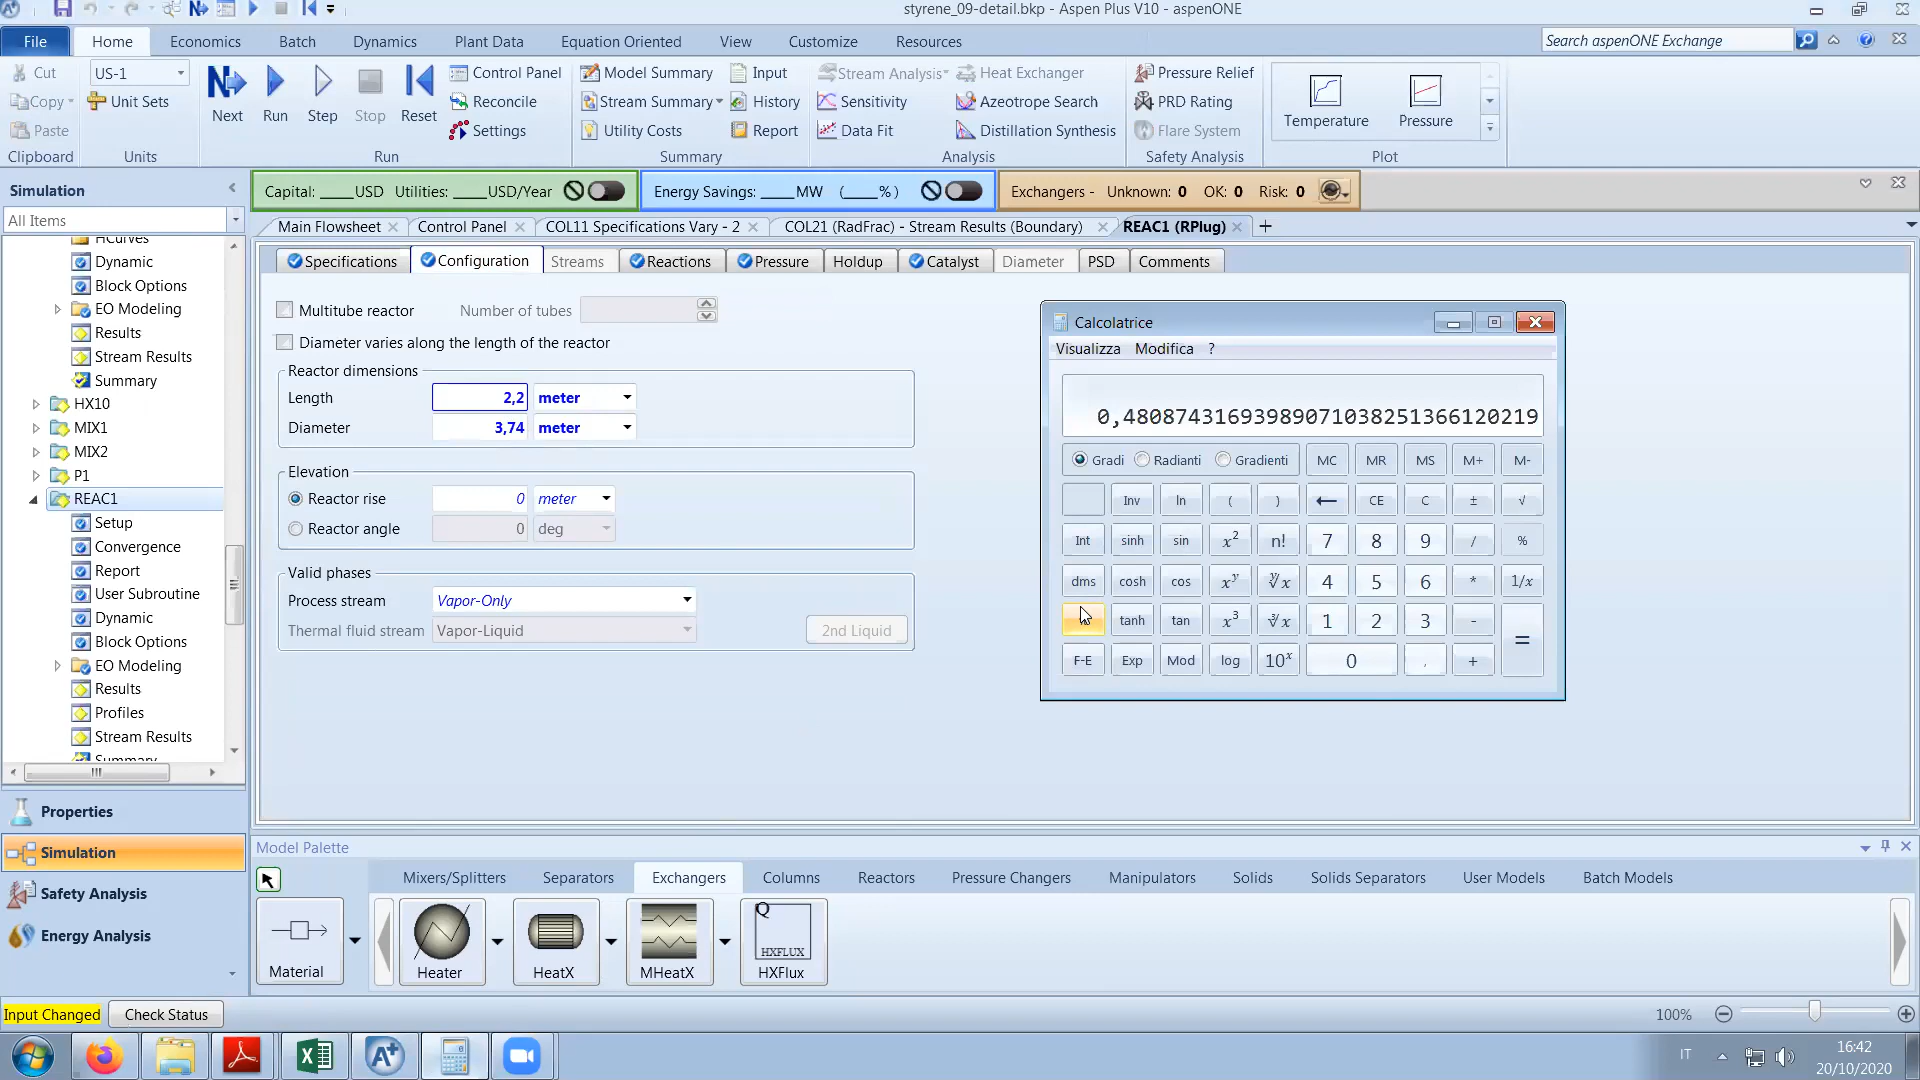 styrene_09-detail.bkp - Aspen Plus V10 - aspenONE
File
Home
Economics
Batch
Dynamics
Plant Data
Equation Oriented
View
Customize
Resources
Search aspenONE Exchange
Cut
Copy
Paste
Clipboard
US-1
Unit Sets
Units
Next
Run
Step
Stop
Reset
Control Panel
Reconcile
Settings
Run
Model Summary
Stream Summary
Utility Costs
Input
History
Report
Summary
Stream Analysis
Sensitivity
Data Fit
Heat Exchanger
Azeotrope Search
Distillation Synthesis
Analysis
Pressure Relief
PRD Rating
Flare System
Safety Analysis
Temperature
Pressure
Plot
Simulation
All Items
Capital: ____USD Utilities: ____USD/Year
Energy Savings: ____MW (____%)
Exchangers - Unknown: 0 OK: 0 Risk: 0
Main Flowsheet
Control Panel
COL11 Specifications Vary - 2
COL21 (RadFrac) - Stream Results (Boundary)
REAC1 (RPlug)
HCurves
Dynamic
Block Options
EO Modeling
Results
Stream Results
Summary
HX10
MIX1
MIX2
P1
REAC1
Setup
Convergence
Report
User Subroutine
Dynamic
Block Options
EO Modeling
Results
Profiles
Stream Results
Summary
Specifications
Configuration
Streams
Reactions
Pressure
Holdup
Catalyst
Diameter
PSD
Comments
Multitube reactor
Number of tubes
Diameter varies along the length of the reactor
Reactor dimensions
Length 2,2 meter
Diameter 3,74 meter
Elevation
Reactor rise 0 meter
Reactor angle 0 deg
Valid phases
Process stream Vapor-Only
Thermal fluid stream Vapor-Liquid
2nd Liquid
Calcolatrice
Visualizza Modifica ?
0,48087431693989071038251366120219
Gradi Radianti Gradienti MC MR MS M+ M-
Inv ln ( ) ← CE C ± √
Int sinh sin x² n! 7 8 9 / %
dms cosh cos xʸ ʸ√x 4 5 6 * 1/x
tanh tan x³ ³√x 1 2 3 - =
F-E Exp Mod log 10ˣ 0 , +
Properties
Simulation
Safety Analysis
Energy Analysis
Model Palette
Mixers/Splitters
Separators
Exchangers
Columns
Reactors
Pressure Changers
Manipulators
Solids
Solids Separators
User Models
Batch Models
Material
Heater
HeatX
MHeatX
Q
HXFLUX
HXFlux
Input Changed
Check Status
100%
IT
16:42
20/10/2020